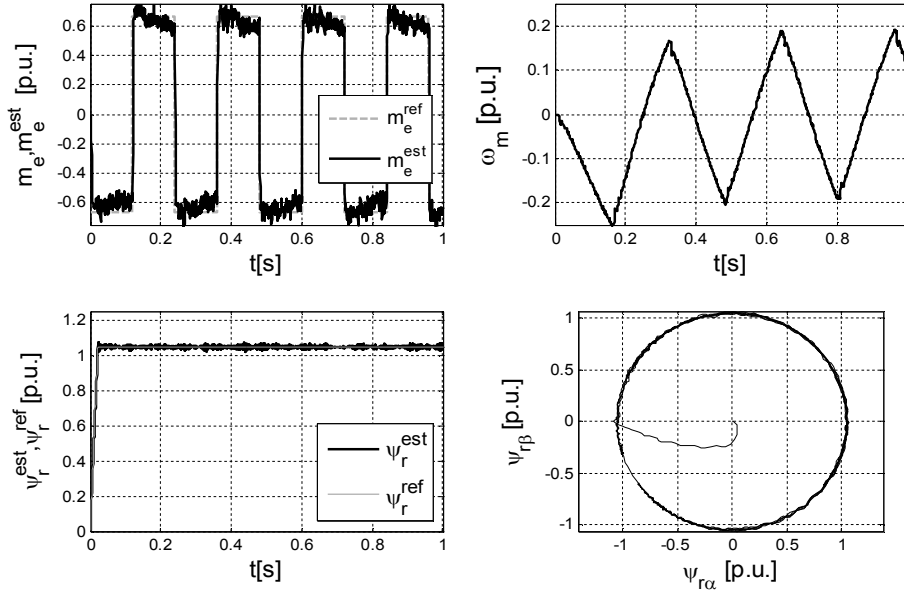 m_e,m_e^est [p.u.]
0.6
0.4
0.2
0
-0.2
-0.4
-0.6
m_e^ref
m_e^est
0 0.2 0.4 0.6 0.8 1
t[s]
ω_m [p.u.]
0.2
0.1
0
-0.1
-0.2
0 0.2 0.4 0.6 0.8
t[s]
ψ_r^est,ψ_r^ref [p.u.]
1.2
1
0.8
0.6
0.4
0.2
0
ψ_r^est
ψ_r^ref
0 0.2 0.4 0.6 0.8 1
t[s]
ψ_rβ [p.u.]
1
0.5
0
-0.5
-1
-1 -0.5 0 0.5 1
ψ_rα [p.u.]